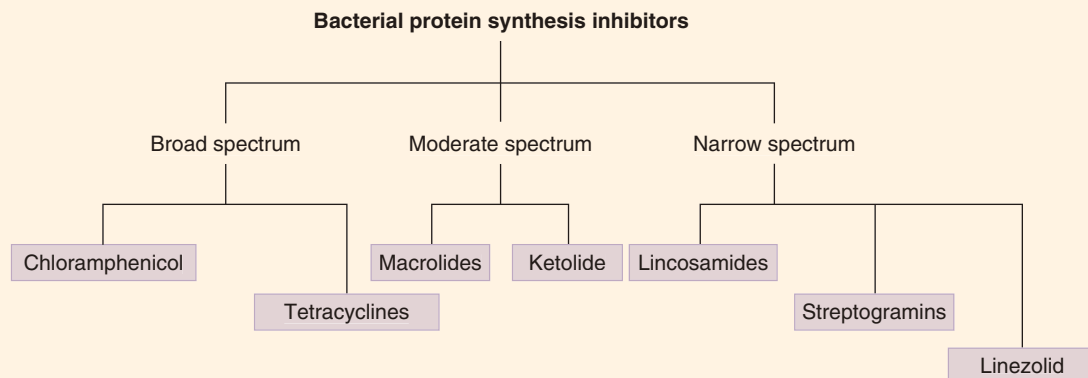 Bacterial protein synthesis inhibitors
Broad spectrum
Moderate spectrum
Narrow spectrum
Chloramphenicol
Tetracyclines
Macrolides
Ketolide
Lincosamides
Streptogramins
Linezolid